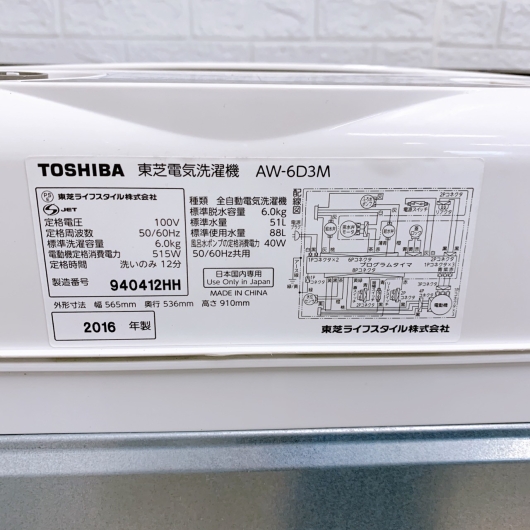 TOSHIBA 東芝電気洗濯機 AW-6D3M
東芝ライフスタイル株式会社
JET
定格電圧 100V
定格周波数 50/60Hz
標準洗濯容量 6.0kg
電動機定格消費電力 515W
定格時間 洗いのみ 12分
製造番号 940412HH
種類 全自動電気洗濯機
標準脱水容量 6.0kg
標準水量 51L
標準使用水量 88L
風呂水ポンプの定格消費電力 40W
50/60Hz共用
日本国内専用
Use Only in Japan
MADE IN CHINA
外形寸法 幅 565mm 奥行 536mm 高さ 910mm
2016 年製
配線図
プログラムタイマ
電動機
東芝ライフスタイル株式会社